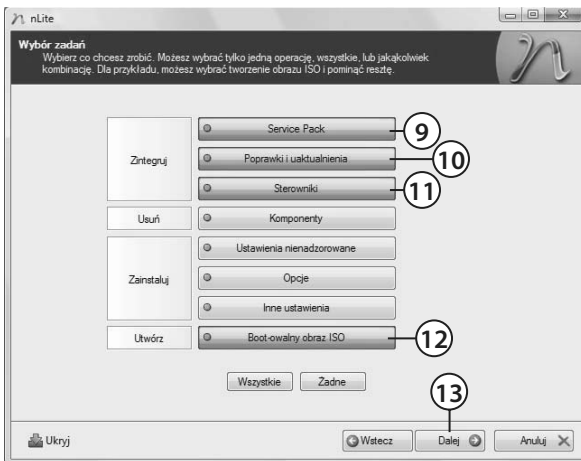 nLite
Wybór zadań
Wybierz co chcesz zrobić. Możesz wybrać tylko jedną operację, wszystkie, lub jakąkolwiek
kombinację. Dla przykładu, możesz wybrać tworzenie obrazu ISO i pominąć resztę.
Zintegruj
Service Pack
9
Poprawki i uaktualnienia
10
Sterowniki
11
Usuń
Komponenty
Zainstaluj
Ustawienia nienadzorowane
Opcje
Inne ustawienia
Utwórz
Boot-owalny obraz ISO
12
Wszystkie
Żadne
13
Ukryj
Wstecz
Dalej
Anuluj